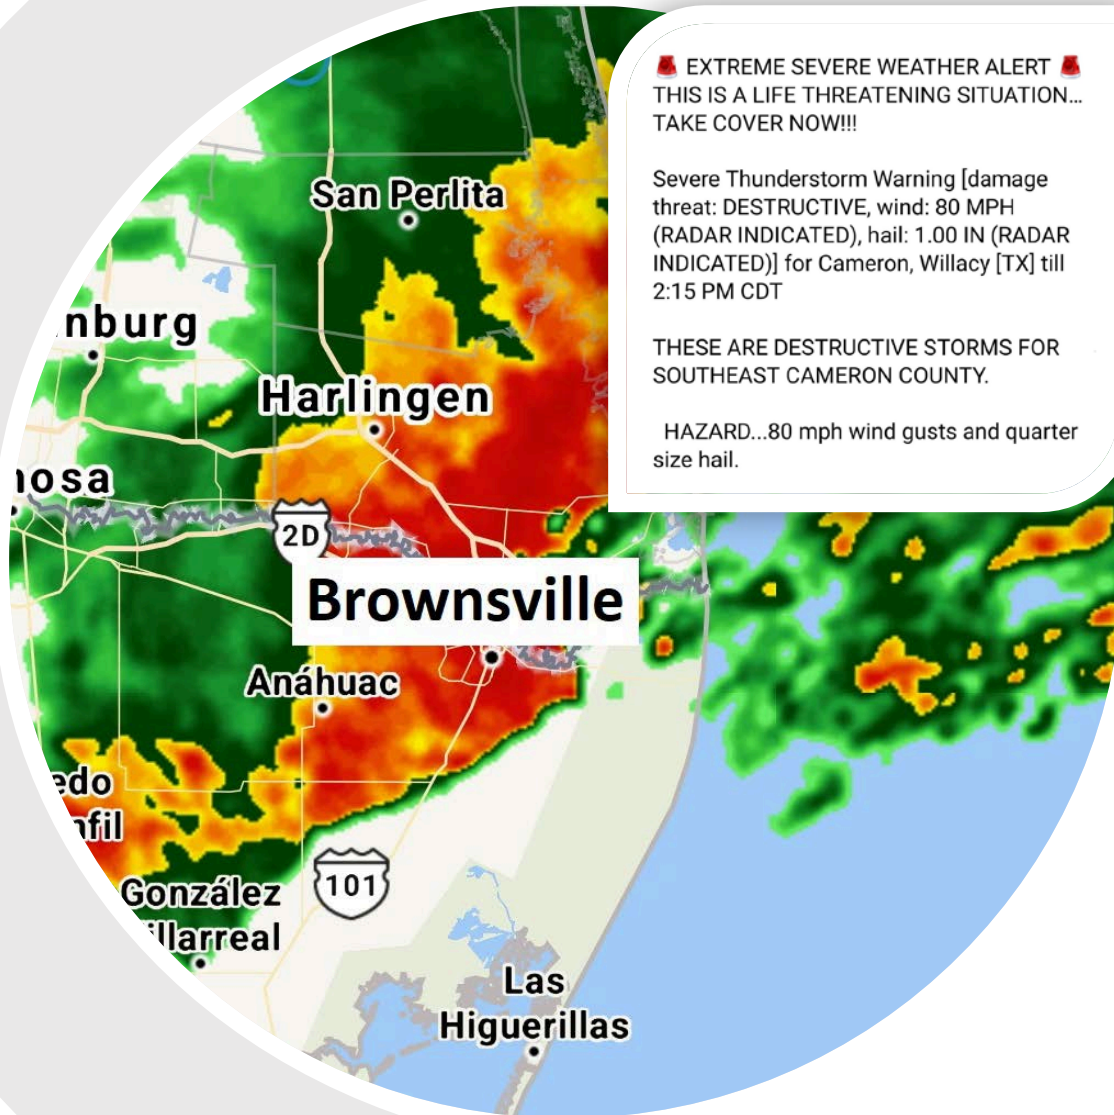 🚨 EXTREME SEVERE WEATHER ALERT 🚨
THIS IS A LIFE THREATENING SITUATION...
TAKE COVER NOW!!!
Severe Thunderstorm Warning [damage
threat: DESTRUCTIVE, wind: 80 MPH
(RADAR INDICATED), hail: 1.00 IN (RADAR
INDICATED)] for Cameron, Willacy [TX] till
2:15 PM CDT
THESE ARE DESTRUCTIVE STORMS FOR
SOUTHEAST CAMERON COUNTY.
HAZARD...80 mph wind gusts and quarter
size hail.
San Perlita
nburg
Harlingen
nosa
2D
Brownsville
Anáhuac
edo
nfil
101
González
illarreal
Las
Higuerillas